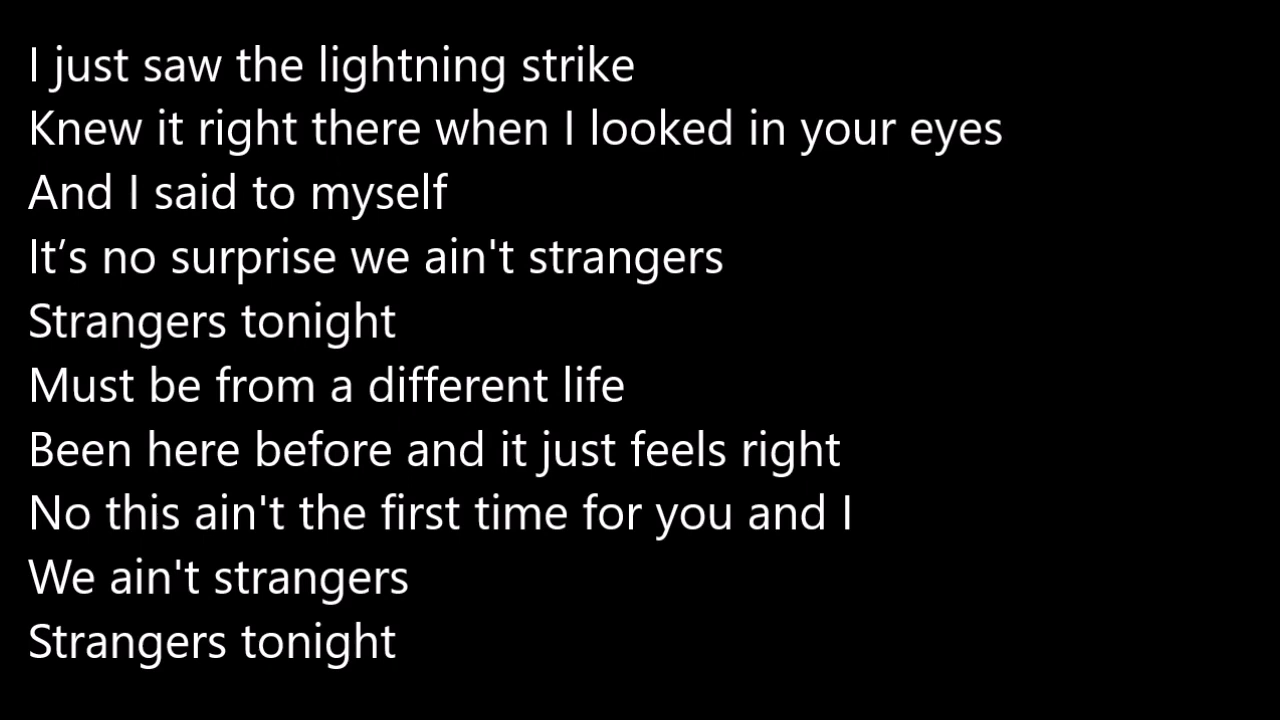 I just saw the lightning strike
Knew it right there when I looked in your eyes
And I said to myself
It’s no surprise we ain't strangers
Strangers tonight
Must be from a different life
Been here before and it just feels right
No this ain't the first time for you and I
We ain't strangers
Strangers tonight